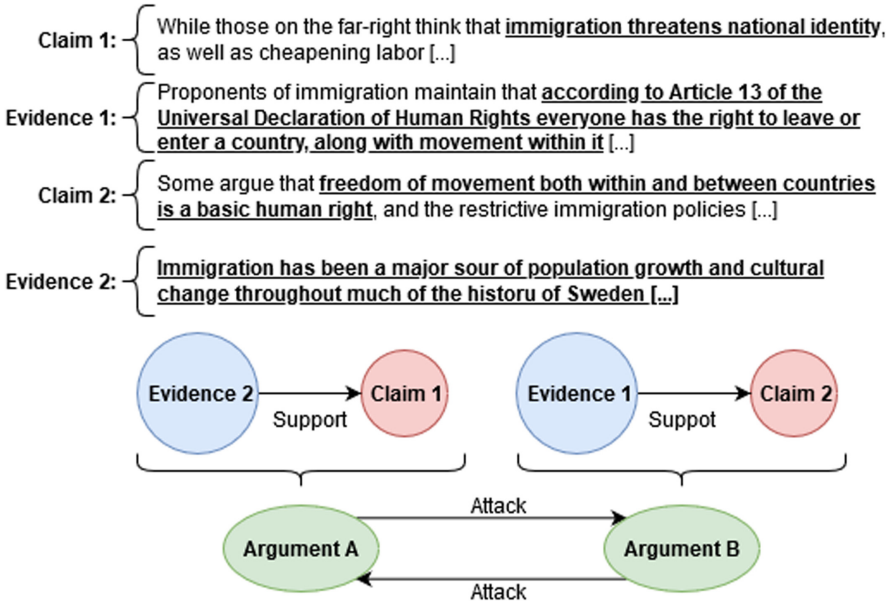 Claim 1:
While those on the far-right think that immigration threatens national identity,
as well as cheapening labor [...]
Evidence 1:
Proponents of immigration maintain that according to Article 13 of the
Universal Declaration of Human Rights everyone has the right to leave or
enter a country, along with movement within it [...]
Claim 2:
Some argue that freedom of movement both within and between countries
is a basic human right, and the restrictive immigration policies [...]
Evidence 2:
Immigration has been a major sour of population growth and cultural
change throughout much of the historu of Sweden [...]
Evidence 2
Support
Claim 1
Evidence 1
Suppot
Claim 2
Attack
Argument A
Argument B
Attack